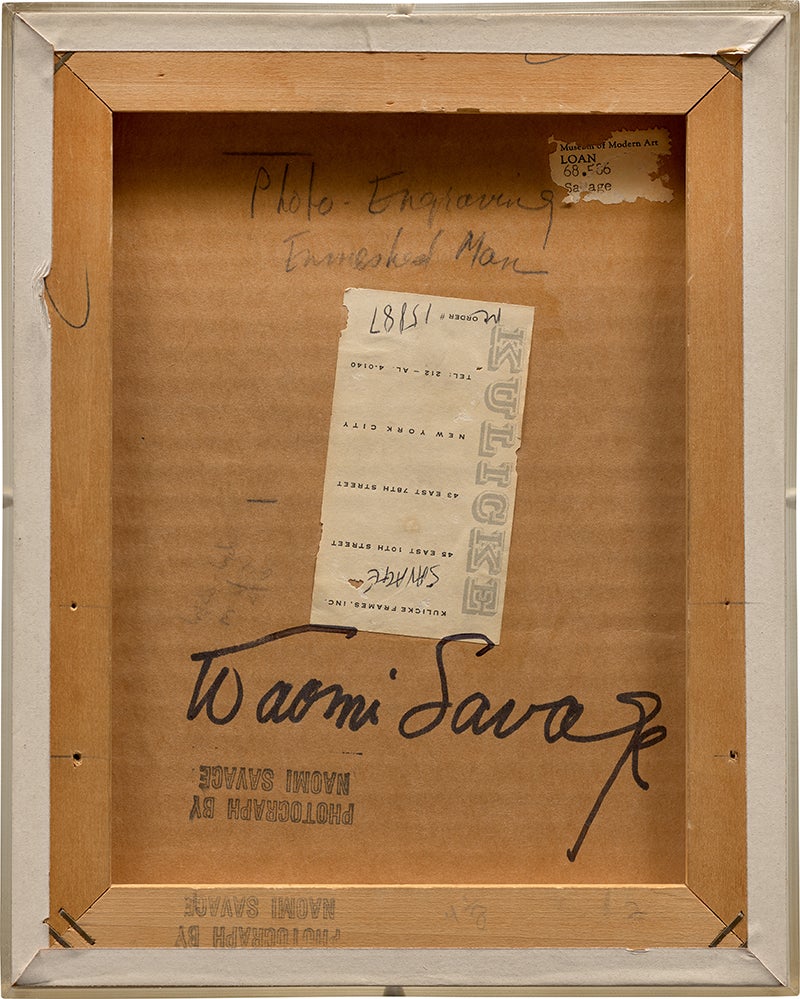 Museum of Modern Art
LOAN
68.586
Savage
Photo-Engraving
Enmeshed Man
KULICKE
KULICKE FRAMES, INC.
SAVAGE
45 EAST 10TH STREET
43 EAST 78TH STREET
NEW YORK CITY
TEL: 212 – AL. 4-0140
ORDER # 15187
Naomi Savage
PHOTOGRAPH BY
NAOMI SAVAGE
PHOTOGRAPH BY
NAOMI SAVAGE